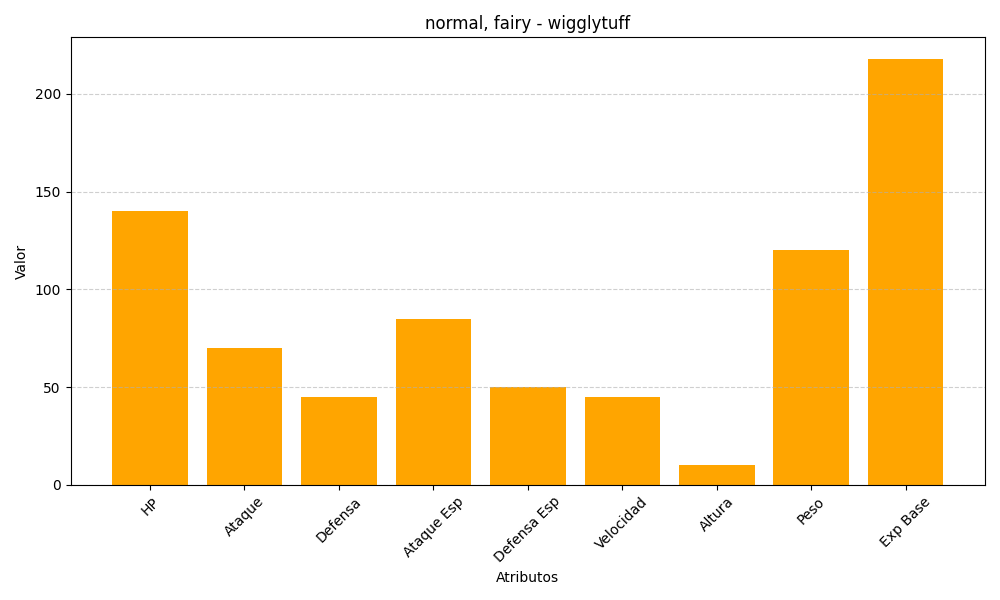 normal, fairy - wigglytuff
Valor
200
150
100
50
0
HP
Ataque
Defensa
Ataque Esp
Defensa Esp
Velocidad
Altura
Peso
Exp Base
Atributos